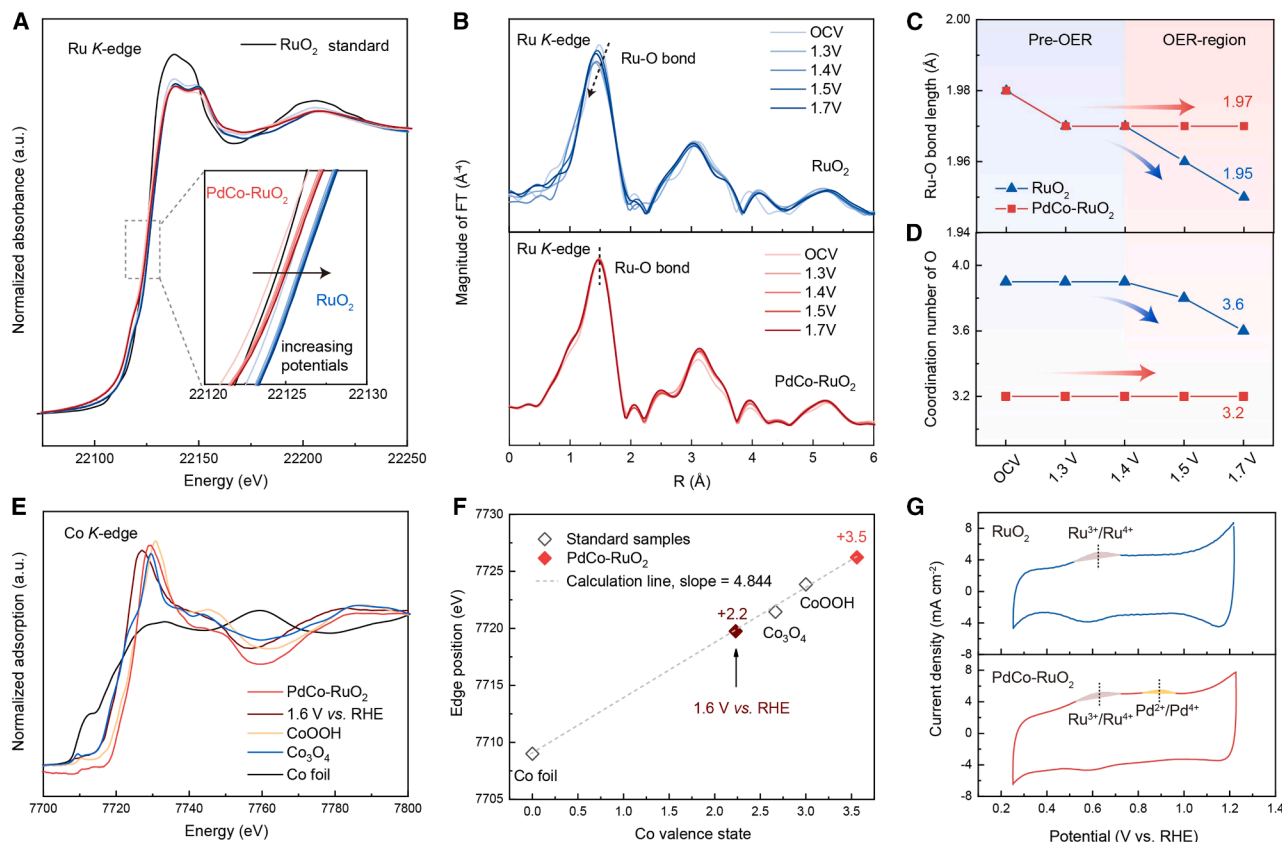 A
Ru K-edge
RuO2 standard
PdCo-RuO2
RuO2
increasing
potentials
22120 22125 22130
Normalized absorbance (a.u.)
22100 22150 22200 22250
Energy (eV)
B
Ru K-edge
Ru-O bond
OCV
1.3V
1.4V
1.5V
1.7V
RuO2
Ru K-edge
Ru-O bond
OCV
1.3V
1.4V
1.5V
1.7V
PdCo-RuO2
Magnitude of FT (Å-4)
0 1 2 3 4 5 6
R (Å)
C
2.00
Pre-OER OER-region
1.98
1.97
1.96
1.95
RuO2
PdCo-RuO2
1.94
Ru-O bond length (Å)
D
4.0
3.6
3.6
3.2
3.2
Coordination number of O
OCV 1.3 V 1.4 V 1.5 V 1.7 V
E
Co K-edge
PdCo-RuO2
1.6 V vs. RHE
CoOOH
Co3O4
Co foil
Normalized adsorption (a.u.)
7700 7720 7740 7760 7780 7800
Energy (eV)
F
7730
Standard samples
PdCo-RuO2
Calculation line, slope = 4.844
+3.5
7725
CoOOH
+2.2
Co3O4
7720
1.6 V vs. RHE
7715
7710
Co foil
7705
Edge position (eV)
0.0 0.5 1.0 1.5 2.0 2.5 3.0 3.5
Co valence state
G
8
RuO2
Ru3+/Ru4+
4
0
-4
8
PdCo-RuO2
4
Ru3+/Ru4+
Pd2+/Pd4+
0
-4
-8
Current density (mA cm-2)
0.2 0.4 0.6 0.8 1.0 1.2 1.4
Potential (V vs. RHE)